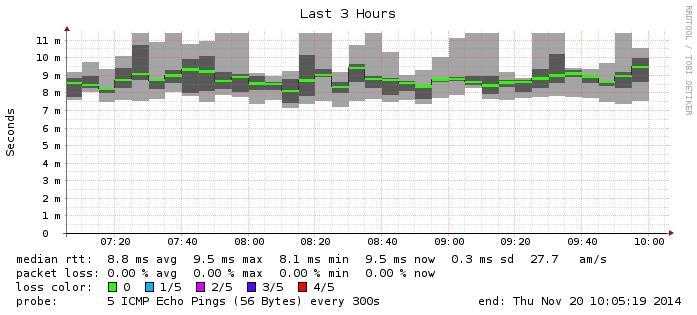 Last 3 Hours
RRDTOOL / TOBI OETIKER
Seconds
11 m
10 m
9 m
8 m
7 m
6 m
5 m
4 m
3 m
2 m
1 m
0
07:20 07:40 08:00 08:20 08:40 09:00 09:20 09:40 10:00
median rtt: 8.8 ms avg 9.5 ms max 8.1 ms min 9.5 ms now 0.3 ms sd 27.7 am/s
packet loss: 0.00 % avg 0.00 % max 0.00 % min 0.00 % now
loss color: 0 1/5 2/5 3/5 4/5
probe: 5 ICMP Echo Pings (56 Bytes) every 300s end: Thu Nov 20 10:05:19 2014